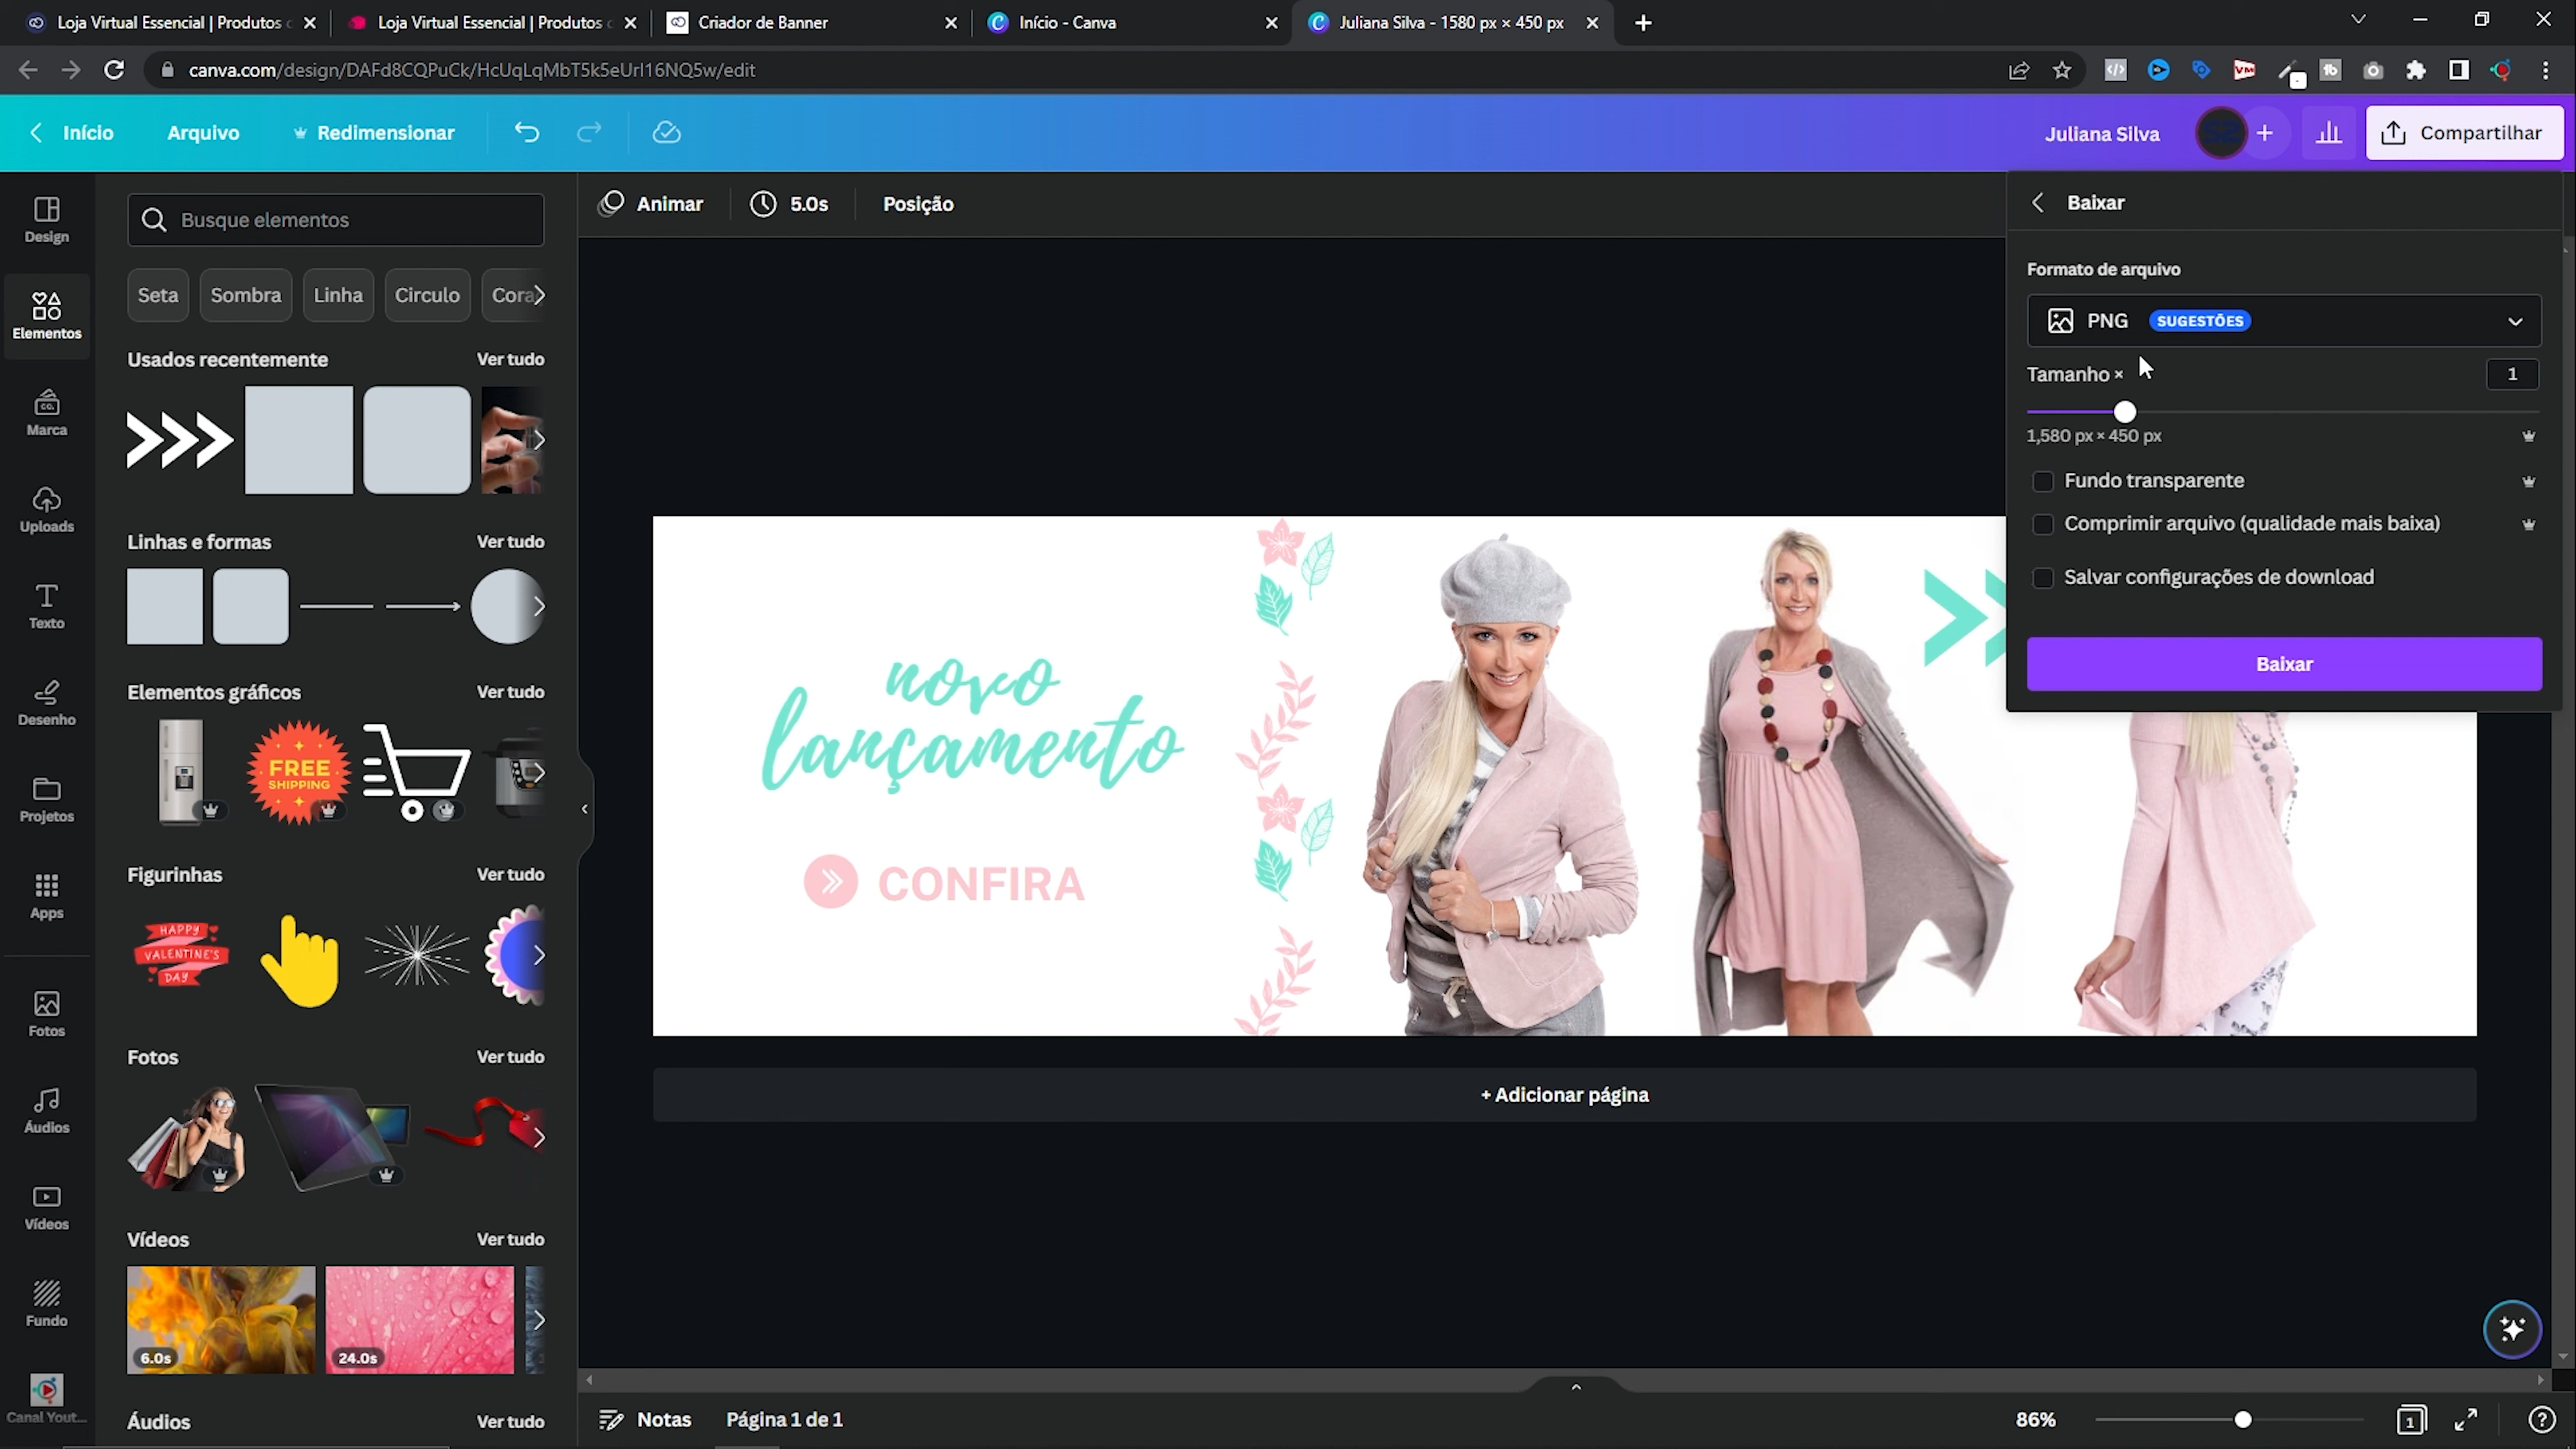 Loja Virtual Essencial | Produtos
Loja Virtual Essencial | Produtos
Criador de Banner
Início - Canva
Juliana Silva - 1580 px × 450 px
canva.com/design/DAFd8CQPuCk/HcUqLqMbT5k5eUrI16NQ5w/edit
Início
Arquivo
Redimensionar
Juliana Silva
Compartilhar
Design
Elementos
Marca
Uploads
Texto
Desenho
Projetos
Apps
Fotos
Áudios
Vídeos
Fundo
Canal Yout...
Busque elementos
Seta
Sombra
Linha
Circulo
Cora
Usados recentemente
Ver tudo
Linhas e formas
Ver tudo
Elementos gráficos
Ver tudo
FREE
SHIPPING
Figurinhas
Ver tudo
HAPPY
VALENTINE'S
DAY
Fotos
Ver tudo
Vídeos
Ver tudo
6.0s
24.0s
Áudios
Ver tudo
Animar
5.0s
Posição
novo
lançamento
CONFIRA
+ Adicionar página
Baixar
Formato de arquivo
PNG SUGESTÕES
Tamanho ×
1
1,580 px × 450 px
Fundo transparente
Comprimir arquivo (qualidade mais baixa)
Salvar configurações de download
Baixar
Notas
Página 1 de 1
86%
1